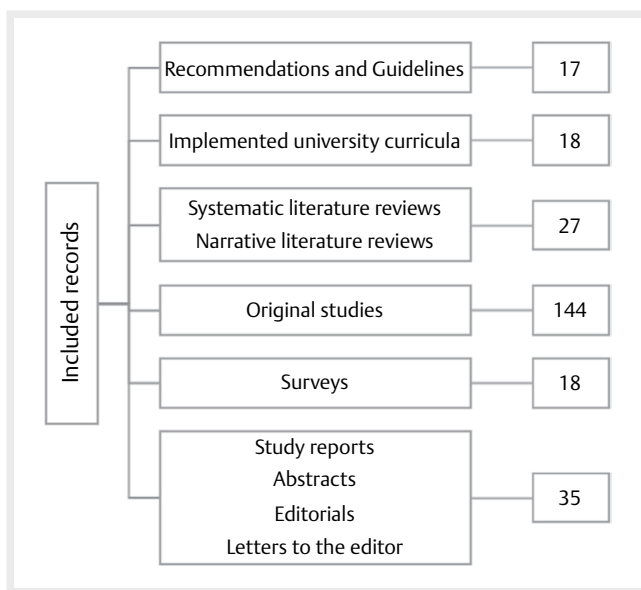 Included records
Recommendations and Guidelines
17
Implemented university curricula
18
Systematic literature reviews
Narrative literature reviews
27
Original studies
144
Surveys
18
Study reports
Abstracts
Editorials
Letters to the editor
35